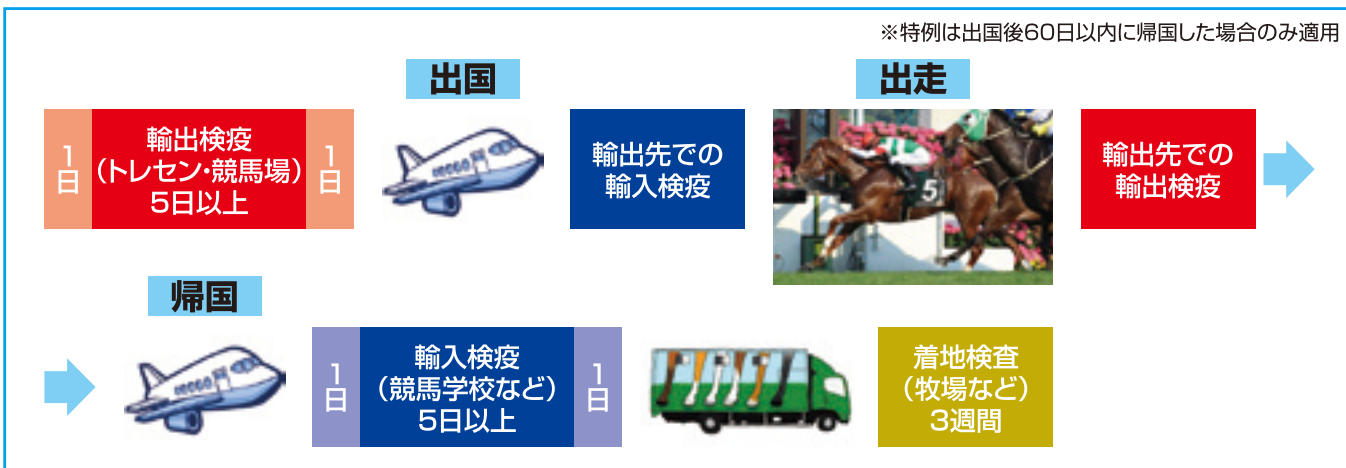 ※特例は出国後60日以内に帰国した場合のみ適用
出国
出走
1日
輸出検疫
(トレセン・競馬場)
5日以上
1日
輸出先での
輸入検疫
5
輸出先での
輸出検疫
帰国
1日
輸入検疫
(競馬学校など)
5日以上
1日
着地検査
(牧場など)
3週間